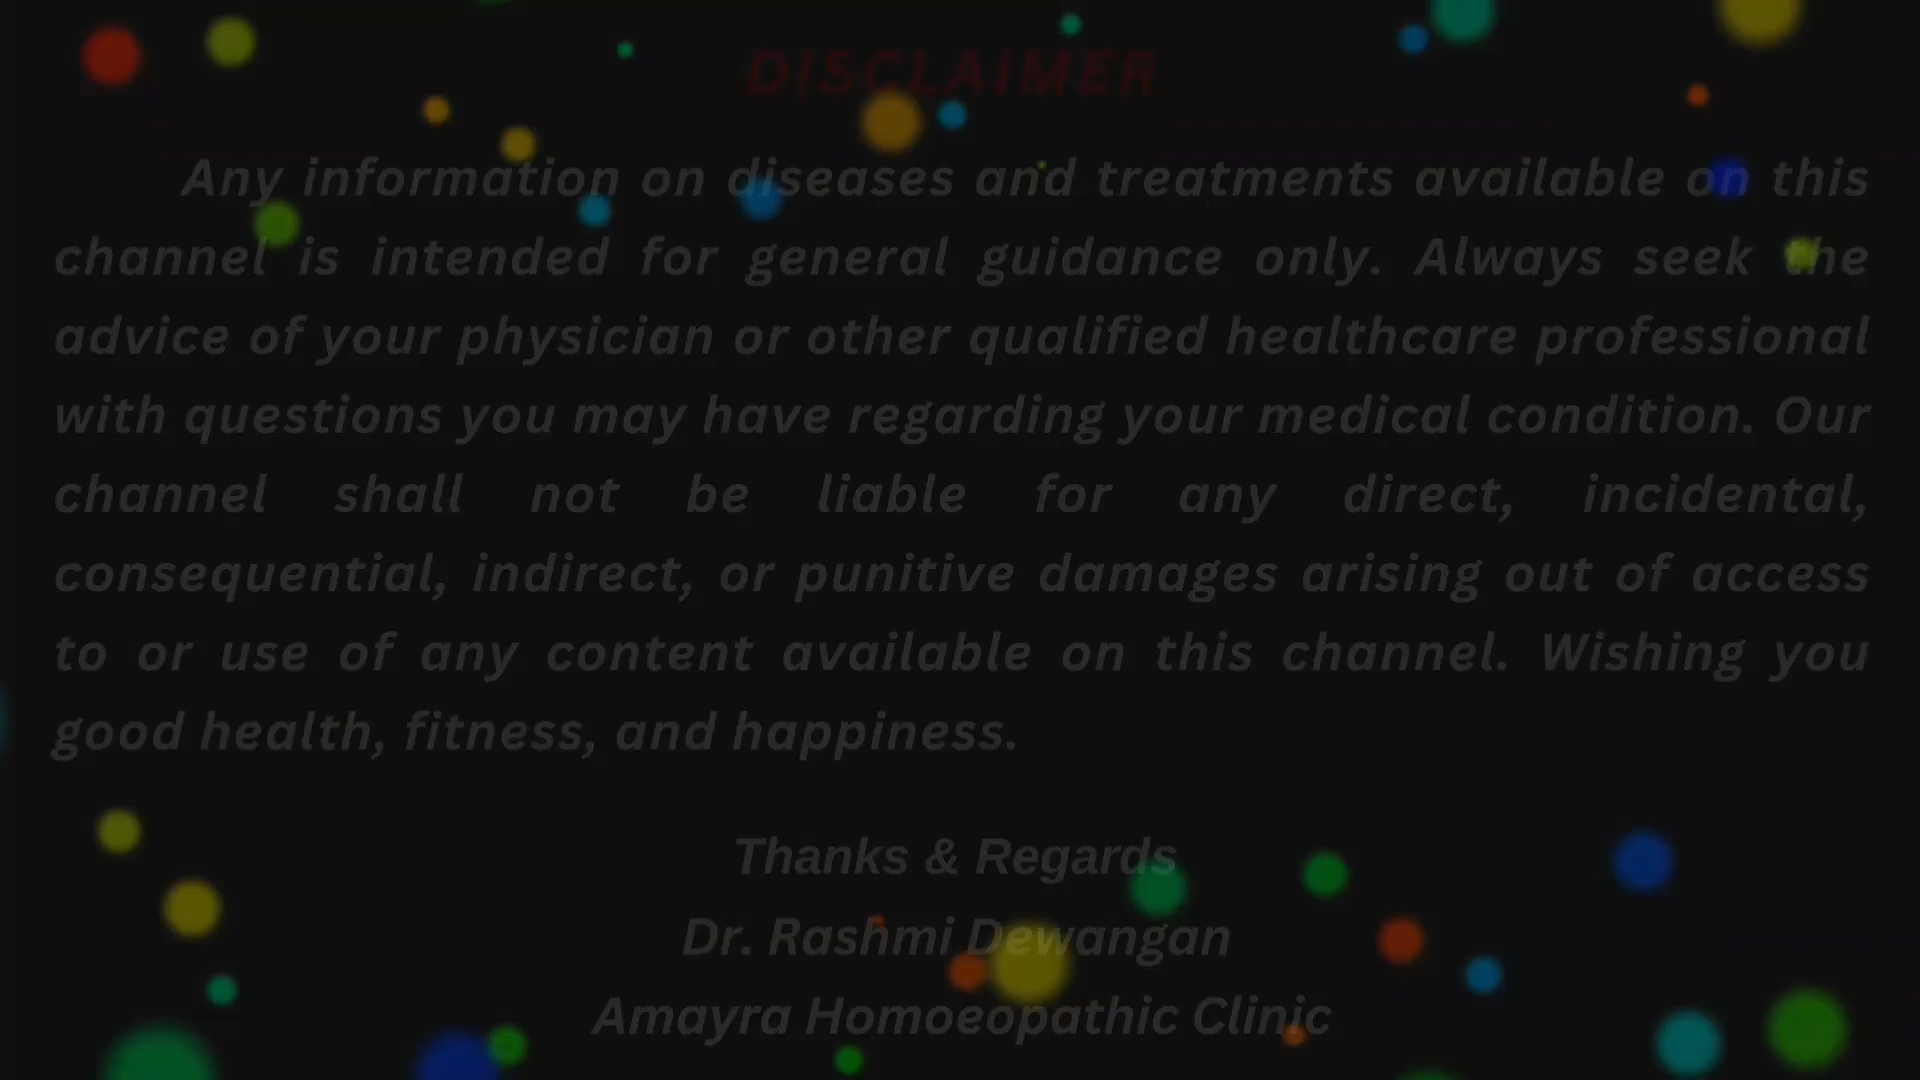 DISCLAIMER
Any information on diseases and treatments available on this
channel is intended for general guidance only. Always seek the
advice of your physician or other qualified healthcare professional
with questions you may have regarding your medical condition. Our
channel shall not be liable for any direct, incidental,
consequential, indirect, or punitive damages arising out of access
to or use of any content available on this channel. Wishing you
good health, fitness, and happiness.
Thanks & Regards
Dr. Rashmi Dewangan
Amayra Homoeopathic Clinic